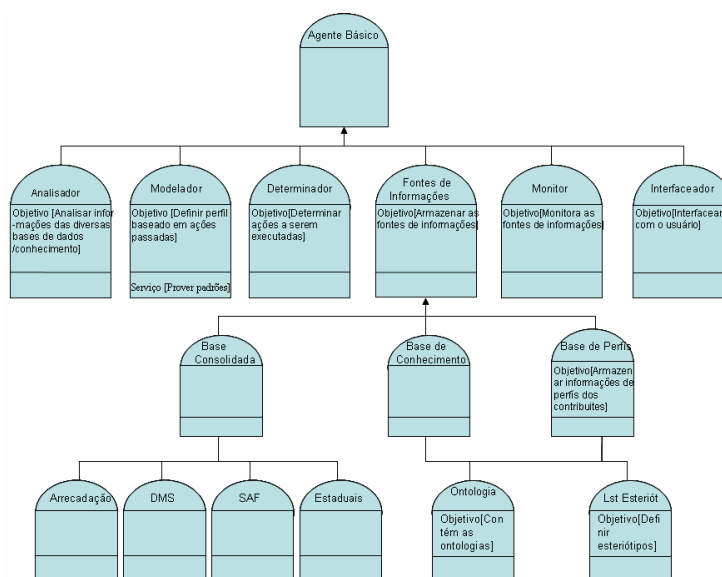 Agente Básico
Analisador
Objetivo [Analisar infor
-mações das diversas
bases de dados
/conhecimento]
Modelador
Objetivo [Definir perfil
baseado em ações
passadas]
Serviço [Prover padrões]
Determinador
Objetivo[Determinar
ações a serem
executadas]
Fontes de
Informações
Objetivo[Armazenar as
fontes de informações]
Monitor
Objetivo[Monitora as
fontes de informações]
Interfaceador
Objetivo[Interfacear
com o usuário]
Base
Consolidada
Base de
Conhecimento
Base de Perfis
Objetivo[Armazen
ar informações de
perfis dos
contribuites]
Arrecadação
DMS
SAF
Estaduais
Ontologia
Objetivo[Con
tém as
ontologias]
Lst Esteriót
Objetivo[Defi
nir
esteriótipos]